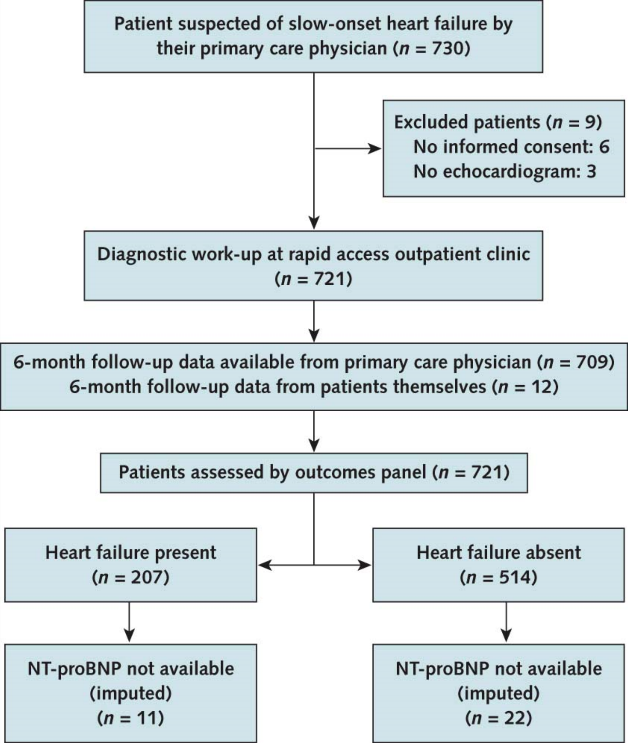 Patient suspected of slow-onset heart failure by
their primary care physician (n = 730)
Excluded patients (n = 9)
No informed consent: 6
No echocardiogram: 3
Diagnostic work-up at rapid access outpatient clinic
(n = 721)
6-month follow-up data available from primary care physician (n = 709)
6-month follow-up data from patients themselves (n = 12)
Patients assessed by outcomes panel (n = 721)
Heart failure present
(n = 207)
Heart failure absent
(n = 514)
NT-proBNP not available
(imputed)
(n = 11)
NT-proBNP not available
(imputed)
(n = 22)